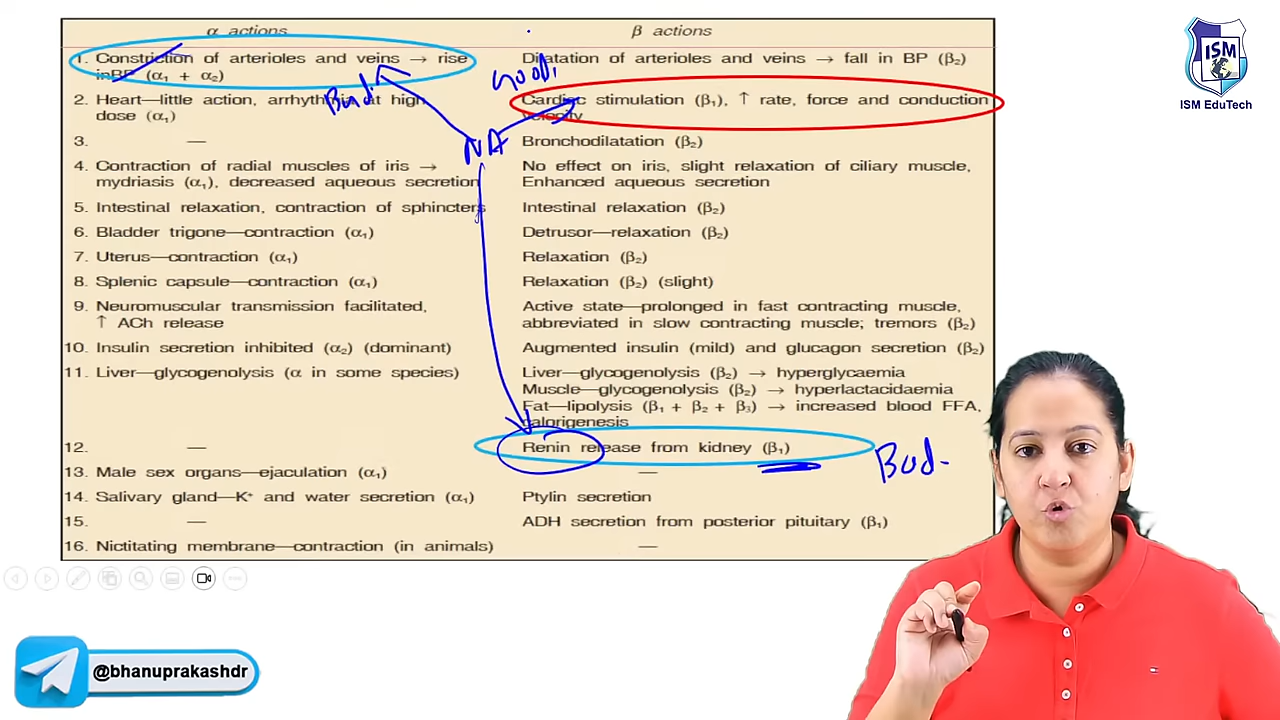 α actions β actions
1. Constriction of arterioles and veins → rise Dilatation of arterioles and veins → fall in BP (β₂)
in BP (α₁ + α₂)
Good,
Bad.
2. Heart—little action, arrhythmia at high Cardiac stimulation (β₁), ↑ rate, force and conduction
dose (α₁) velocity
NA
3. — Bronchodilatation (β₂)
4. Contraction of radial muscles of iris → No effect on iris, slight relaxation of ciliary muscle,
mydriasis (α₁), decreased aqueous secretion Enhanced aqueous secretion
5. Intestinal relaxation, contraction of sphincters Intestinal relaxation (β₂)
6. Bladder trigone—contraction (α₁) Detrusor—relaxation (β₂)
7. Uterus—contraction (α₁) Relaxation (β₂)
8. Splenic capsule—contraction (α₁) Relaxation (β₂) (slight)
9. Neuromuscular transmission facilitated, Active state—prolonged in fast contracting muscle,
↑ ACh release abbreviated in slow contracting muscle; tremors (β₂)
10. Insulin secretion inhibited (α₂) (dominant) Augmented insulin (mild) and glucagon secretion (β₂)
11. Liver—glycogenolysis (α in some species) Liver—glycogenolysis (β₂) → hyperglycaemia
Muscle—glycogenolysis (β₂) → hyperlactacidaemia
Fat—lipolysis (β₁ + β₂ + β₃) → increased blood FFA,
calorigenesis
12. — Renin release from kidney (β₁)
Bad.
13. Male sex organs—ejaculation (α₁) —
14. Salivary gland—K⁺ and water secretion (α₁) Ptylin secretion
15. — ADH secretion from posterior pituitary (β₁)
16. Nictitating membrane—contraction (in animals) —
ISM
ISM EduTech
@bhanuprakashdr